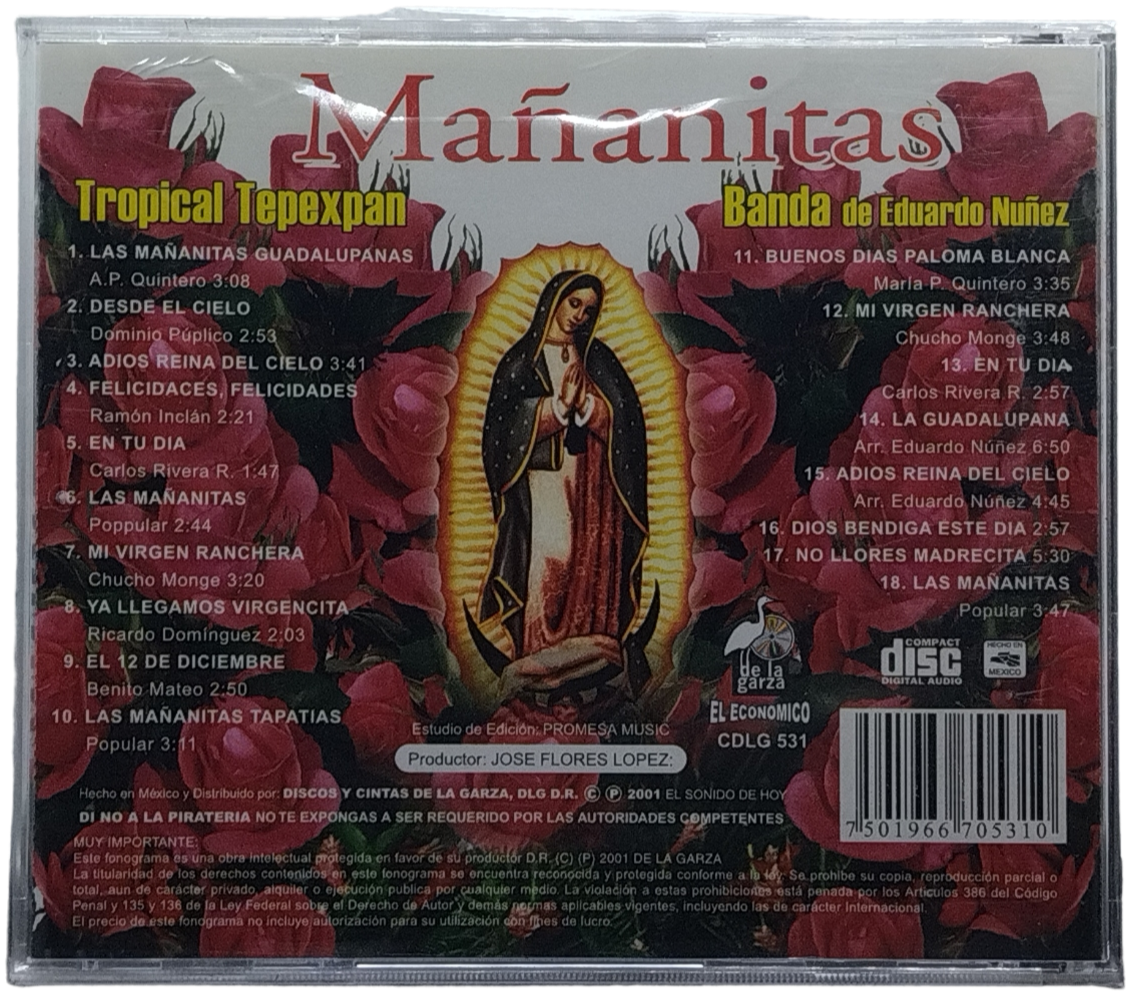 Mañanitas
Tropical Tepexpan
1. LAS MAÑANITAS GUADALUPANAS
A.P. Quintero 3:08
2. DESDE EL CIELO
Dominio Púplico 2:53
3. ADIOS REINA DEL CIELO 3:41
4. FELICIDACES, FELICIDADES
Ramón Inclán 2:21
5. EN TU DIA
Carlos Rivera R. 1:47
6. LAS MAÑANITAS
Poppular 2:44
7. MI VIRGEN RANCHERA
Chucho Monge 3:20
8. YA LLEGAMOS VIRGENCITA
Ricardo Domínguez 2:03
9. EL 12 DE DICIEMBRE
Benito Mateo 2:50
10. LAS MAÑANITAS TAPATIAS
Popular 3:11
Banda de Eduardo Nuñez
11. BUENOS DIAS PALOMA BLANCA
Marla P. Quintero 3:35
12. MI VIRGEN RANCHERA
Chucho Monge 3:48
13. EN TU DIA
Carlos Rivera R. 2:57
14. LA GUADALUPANA
Arr. Eduardo Núñez 6:50
15. ADIOS REINA DEL CIELO
Arr. Eduardo Núñez 4:45
16. DIOS BENDIGA ESTE DIA 2:57
17. NO LLORES MADRECITA 5:30
18. LAS MAÑANITAS
Popular 3:47
de la
garza
EL ECONOMICO
CDLG 531
COMPACT
disc
DIGITAL AUDIO
HECHO EN
MEXICO
Estudio de Edición: PROMESA MUSIC
Productor: JOSE FLORES LOPEZ:
Hecho en México y Distribuido por: DISCOS Y CINTAS DE LA GARZA, DLG D.R. © ℗ 2001 EL SONIDO DE HOY
DI NO A LA PIRATERIA NO TE EXPONGAS A SER REQUERIDO POR LAS AUTORIDADES COMPETENTES
7 501966 705310
MUY IMPORTANTE:
Este fonograma es una obra intelectual protegida en favor de su productor D.R. (C) (P) 2001 DE LA GARZA
La titularidad de los derechos contenidos en este fonograma se encuentra reconocida y protegida conforme a la ley. Se prohibe su copia, reproducción parcial o
total, aun de carácter privado, alquiler o ejecución publica por cualquier medio. La violación a estas prohibiciones está penada por los Articulos 386 del Código
Penal y 135 y 136 de la Ley Federal sobre el Derecho de Autor y demás normas aplicables vigentes, incluyendo las de carácter Internacional.
El precio de este fonograma no incluye autorización para su utilización con fines de lucro.